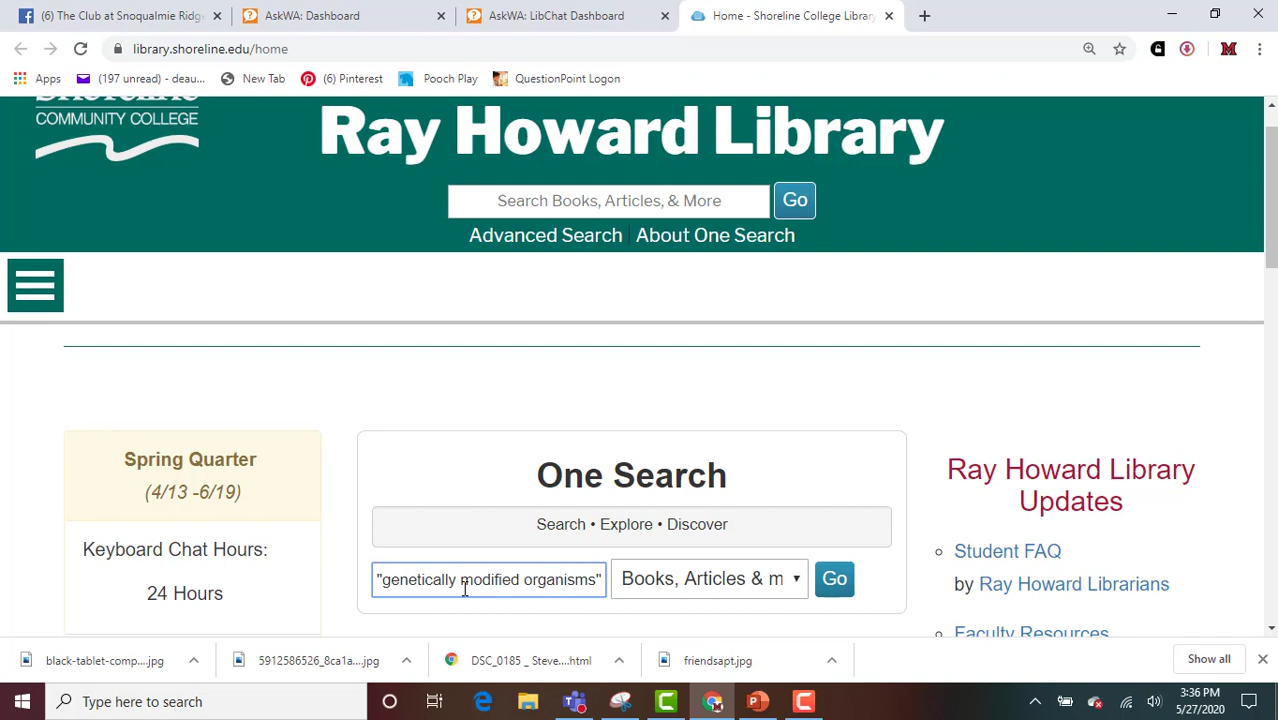 (6) The Club at Snoqualmie Ridge
AskWA: Dashboard
AskWA: LibChat Dashboard
Home - Shoreline College Library
library.shoreline.edu/home
Apps
(197 unread) - deau...
New Tab
(6) Pinterest
Pooch Play
QuestionPoint Logon
Shoreline
COMMUNITY COLLEGE
Ray Howard Library
Search Books, Articles, & More
Go
Advanced Search
About One Search
Spring Quarter
(4/13 -6/19)
Keyboard Chat Hours:
24 Hours
One Search
Search • Explore • Discover
"genetically modified organisms"
Books, Articles & m
Go
Ray Howard Library
Updates
Student FAQ
by Ray Howard Librarians
Faculty Resources
black-tablet-comp....jpg
5912586526_8ca1a....jpg
DSC_0185 _ Steve....html
friendsapt.jpg
Show all
Type here to search
3:36 PM
5/27/2020